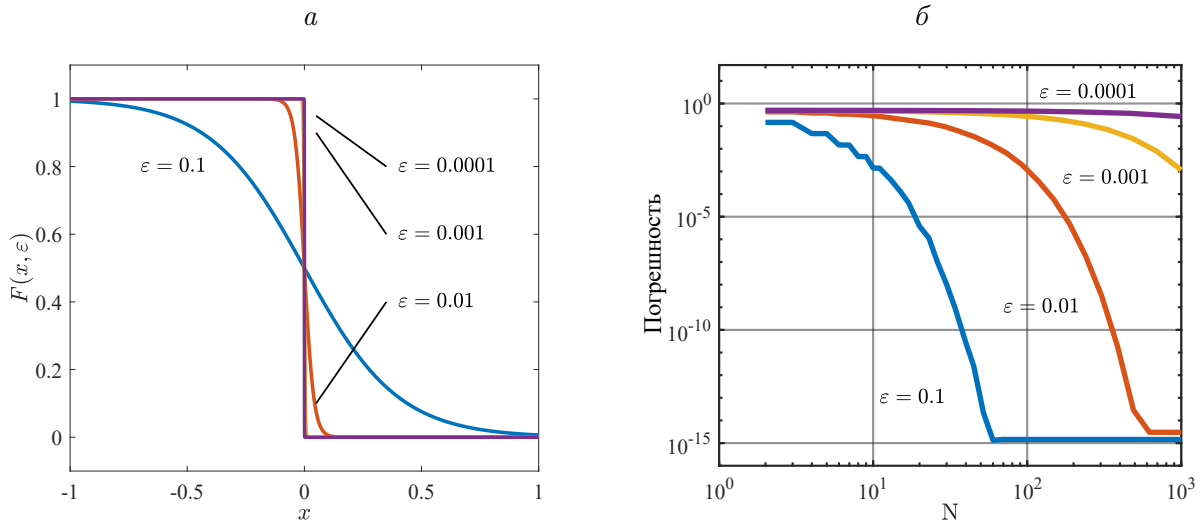 а
1
0.8
0.6
0.4
0.2
0
-1
-0.5
0
0.5
1
x
F(x, ε)
ε = 0.1
ε = 0.0001
ε = 0.001
ε = 0.01
б
10^0
10^-5
10^-10
10^-15
10^0
10^1
10^2
10^3
N
Погрешность
ε = 0.0001
ε = 0.001
ε = 0.01
ε = 0.1